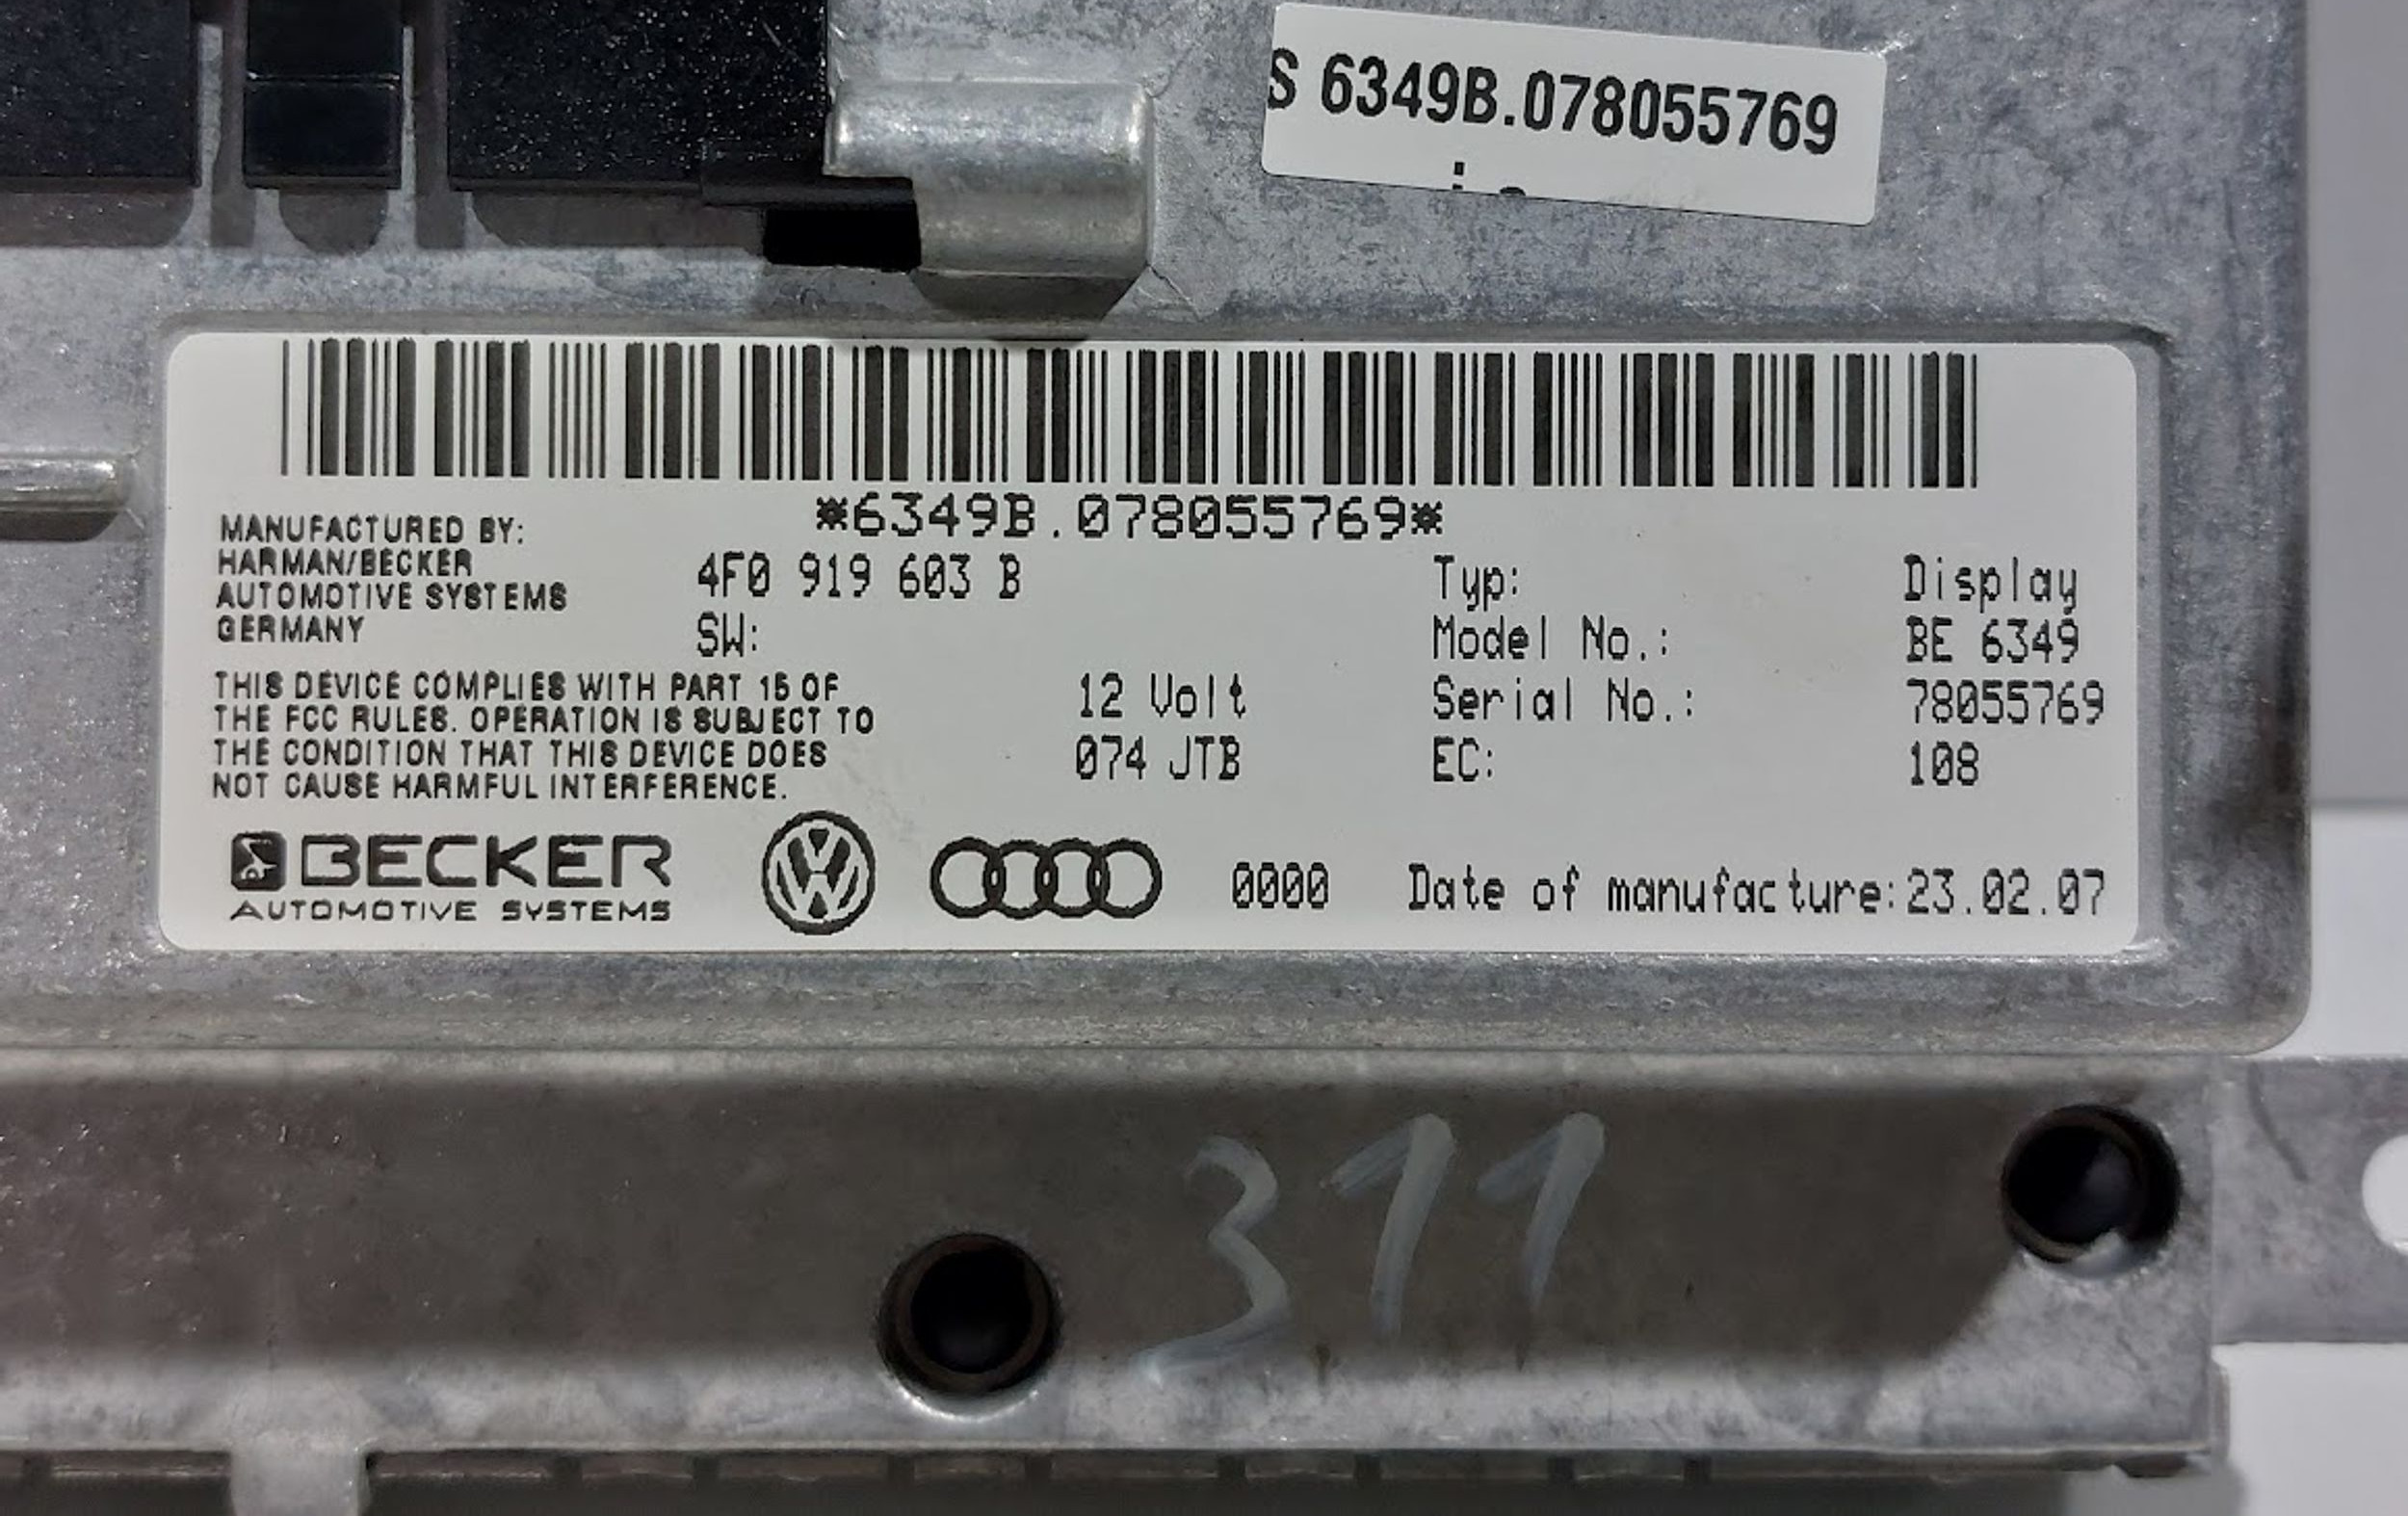 S 6349B.078055769
*6349B.078055769*
MANUFACTURED BY:
HARMAN/BECKER
AUTOMOTIVE SYSTEMS
GERMANY
4F0 919 603 B
SW:
Typ: Display
Model No.: BE 6349
Serial No.: 78055769
EC: 108
12 Volt
074 JTB
THIS DEVICE COMPLIES WITH PART 15 OF
THE FCC RULES. OPERATION IS SUBJECT TO
THE CONDITION THAT THIS DEVICE DOES
NOT CAUSE HARMFUL INTERFERENCE.
BECKER
AUTOMOTIVE SYSTEMS
0000 Date of manufacture:23.02.07
311